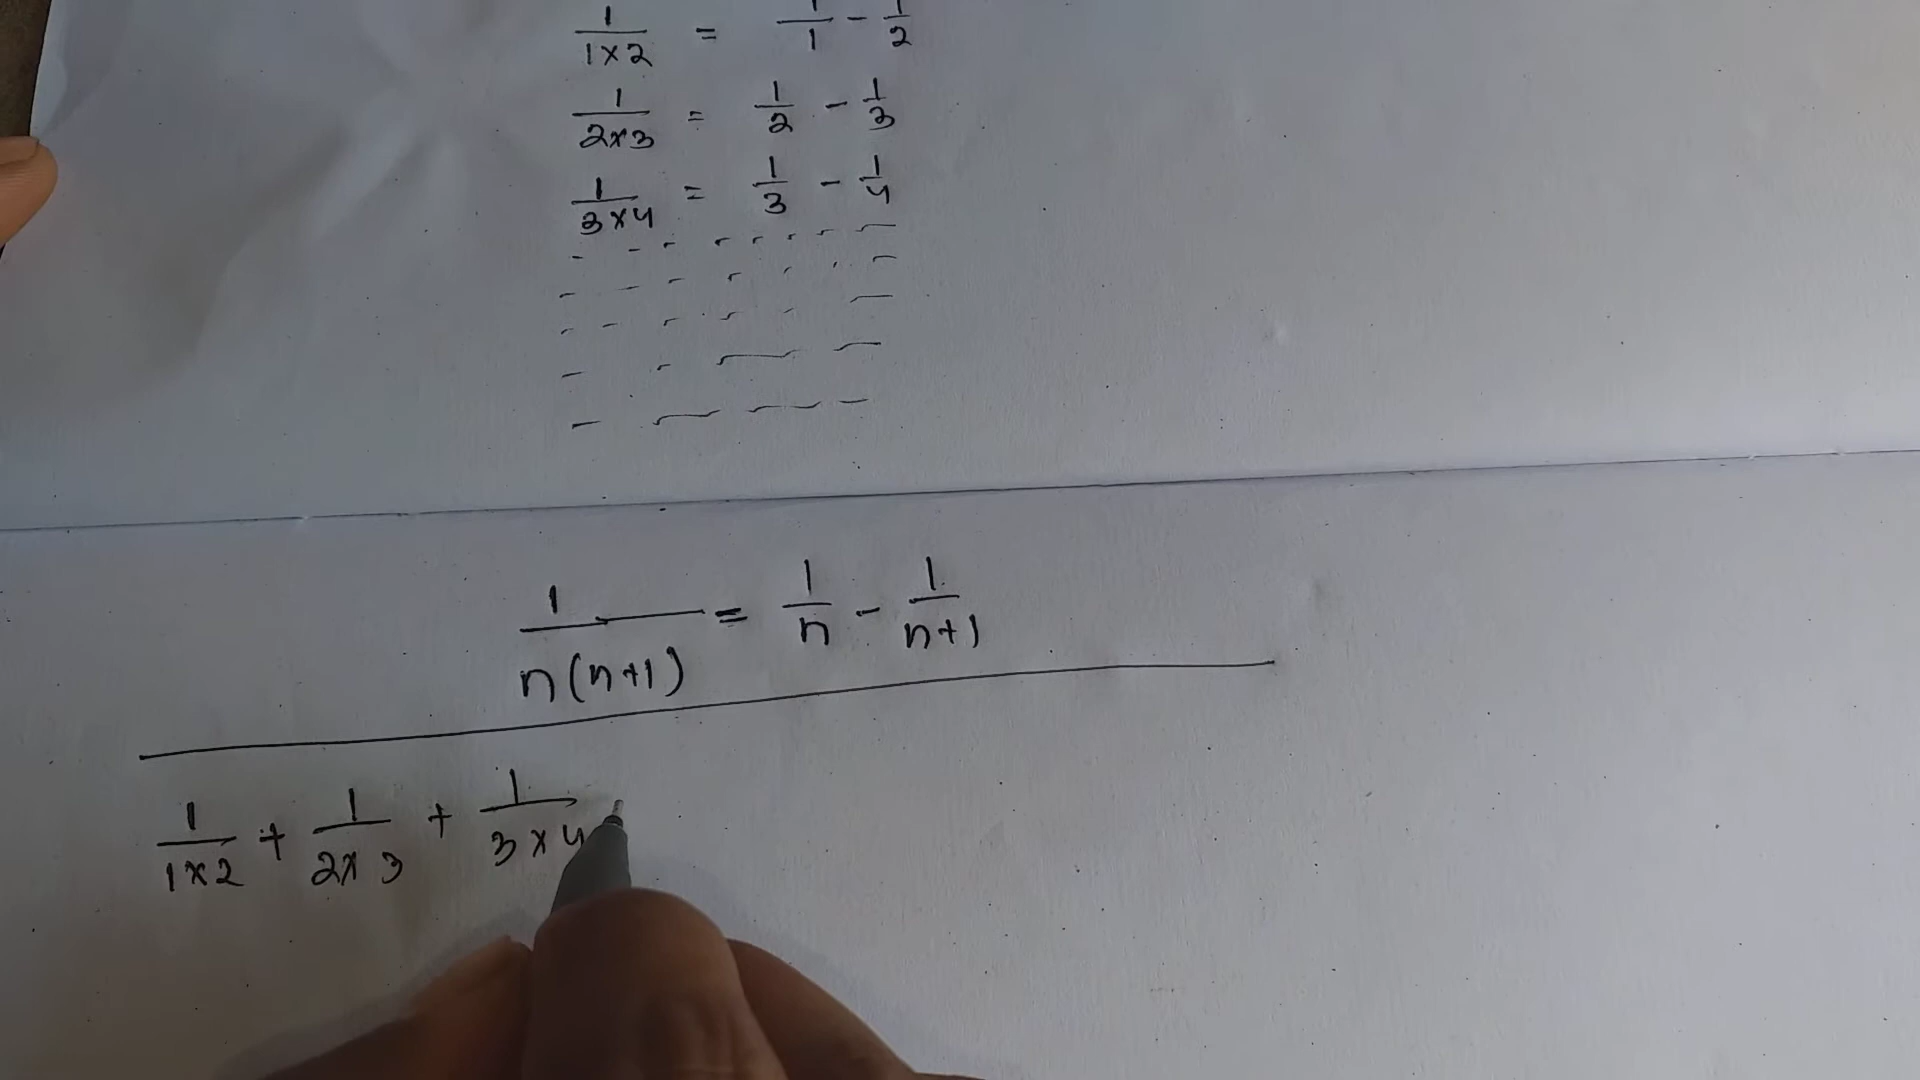 1/(1×2) = 1/1 - 1/2
1/(2×3) = 1/2 - 1/3
1/(3×4) = 1/3 - 1/4
1/(n(n+1)) = 1/n - 1/(n+1)
1/(1×2) + 1/(2×3) + 1/(3×4)